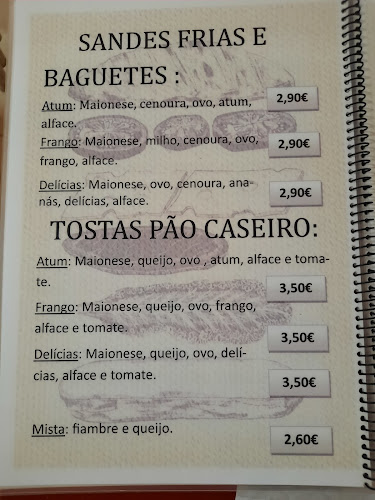 SANDES FRIAS E
BAGUETES :
Atum: Maionese, cenoura, ovo, atum, 2,90€
alface.
Frango: Maionese, milho, cenoura, ovo, 2,90€
frango, alface.
Delícias: Maionese, ovo, cenoura, ana- 2,90€
nás, delícias, alface.
TOSTAS PÃO CASEIRO:
Atum: Maionese, queijo, ovo , atum, alface e toma-
te. 3,50€
Frango: Maionese, queijo, ovo, frango,
alface e tomate. 3,50€
Delícias: Maionese, queijo, ovo, delí-
cias, alface e tomate. 3,50€
Mista: fiambre e queijo. 2,60€